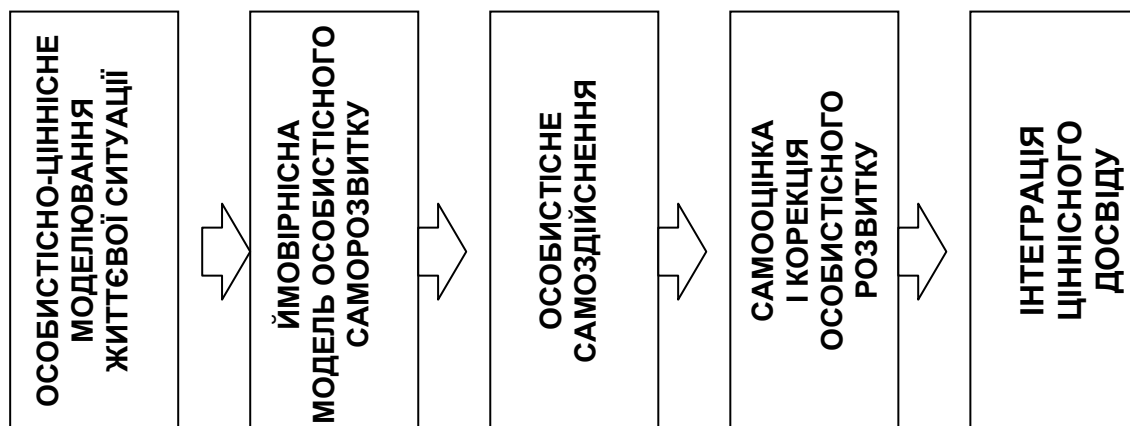 ОСОБИСТІСНО-ЦІННІСНЕ
МОДЕЛЮВАННЯ
ЖИТТЄВОЇ СИТУАЦІЇ
ЙМОВІРНІСНА
МОДЕЛЬ ОСОБИСТІСНОГО
САМОРОЗВИТКУ
ОСОБИСТІСНЕ
САМОЗДІЙСНЕННЯ
САМООЦІНКА
І КОРЕКЦІЯ
ОСОБИСТІСНОГО
РОЗВИТКУ
ІНТЕГРАЦІЯ
ЦІННІСНОГО
ДОСВІДУ